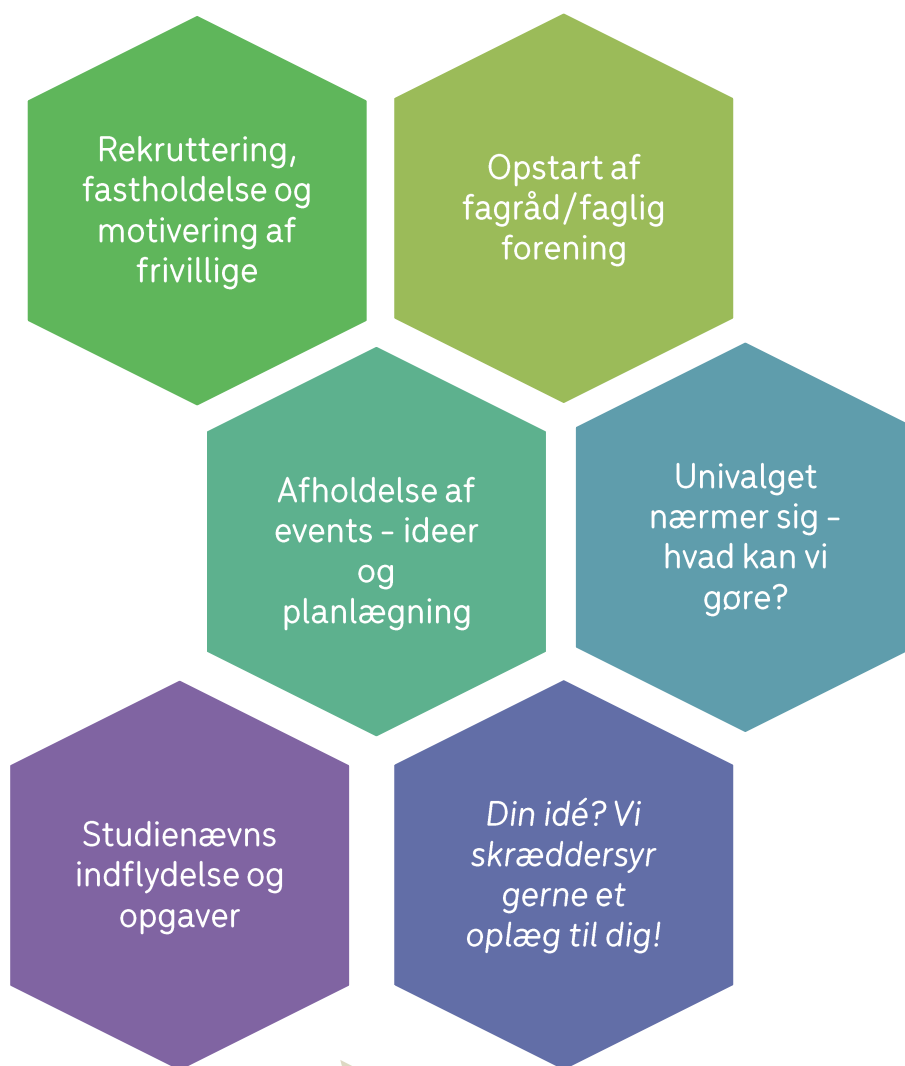 Rekruttering,
fastholdelse og
motivering af
frivillige
Opstart af
fagråd/faglig
forening
Afholdelse af
events - ideer
og
planlægning
Univalget
nærmer sig -
hvad kan vi
gøre?
Studienævns
indflydelse og
opgaver
Din idé? Vi
skræddersyr
gerne et
oplæg til dig!